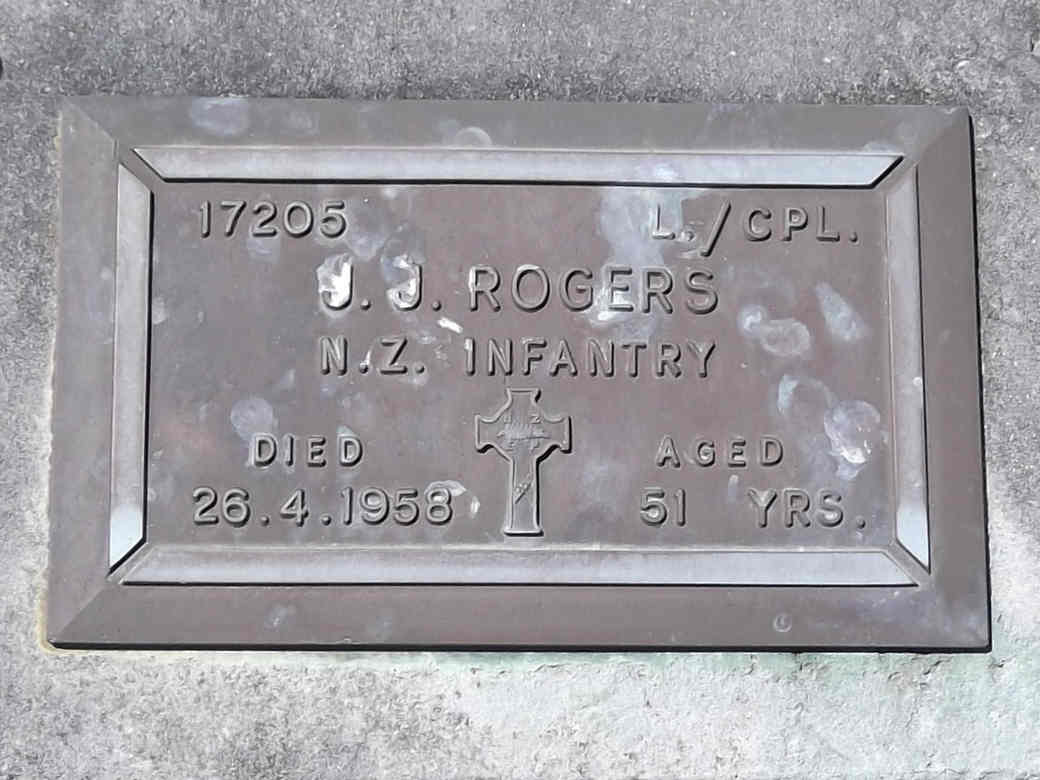 17205 L./CPL.
J. J. ROGERS
N.Z. INFANTRY
DIED AGED
26.4.1958 51 YRS.